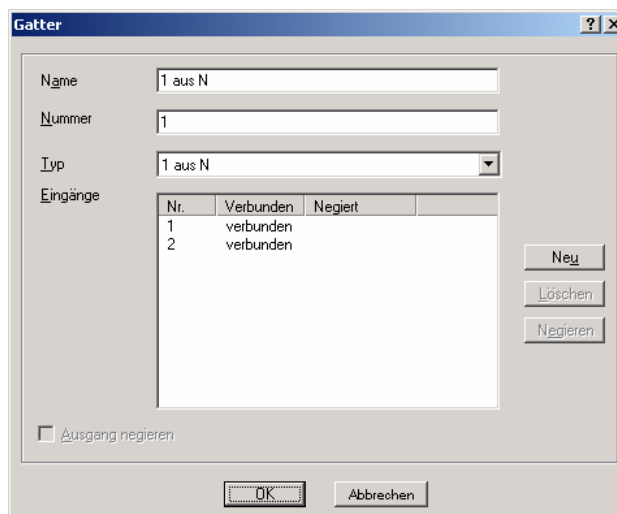 Gatter
Name 1 aus N
Nummer 1
Typ 1 aus N
Eingänge
Nr. Verbunden Negiert
1 verbunden
2 verbunden
Neu
Löschen
Negieren
Ausgang negieren
OK Abbrechen